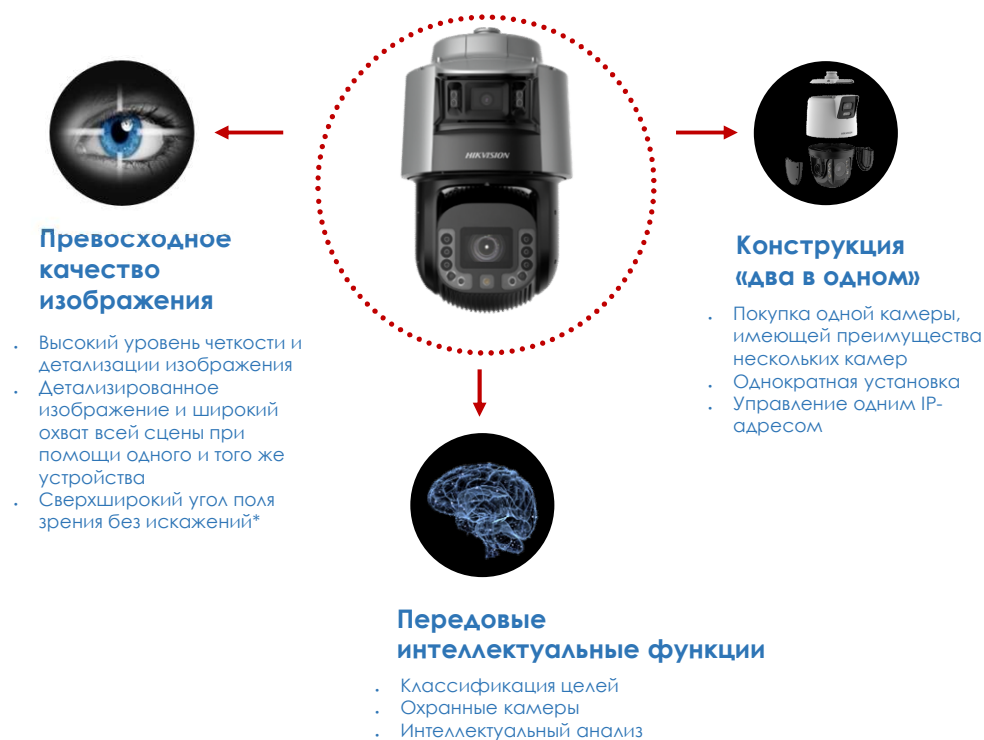 HIKVISION
Превосходное
качество
изображения
. Высокий уровень четкости и
детализации изображения
. Детализированное
изображение и широкий
охват всей сцены при
помощи одного и того же
устройства
. Сверхширокий угол поля
зрения без искажений*
Конструкция
«два в одном»
. Покупка одной камеры,
имеющей преимущества
нескольких камер
. Однократная установка
. Управление одним IP-
адресом
Передовые
интеллектуальные функции
. Классификация целей
. Охранные камеры
. Интеллектуальный анализ